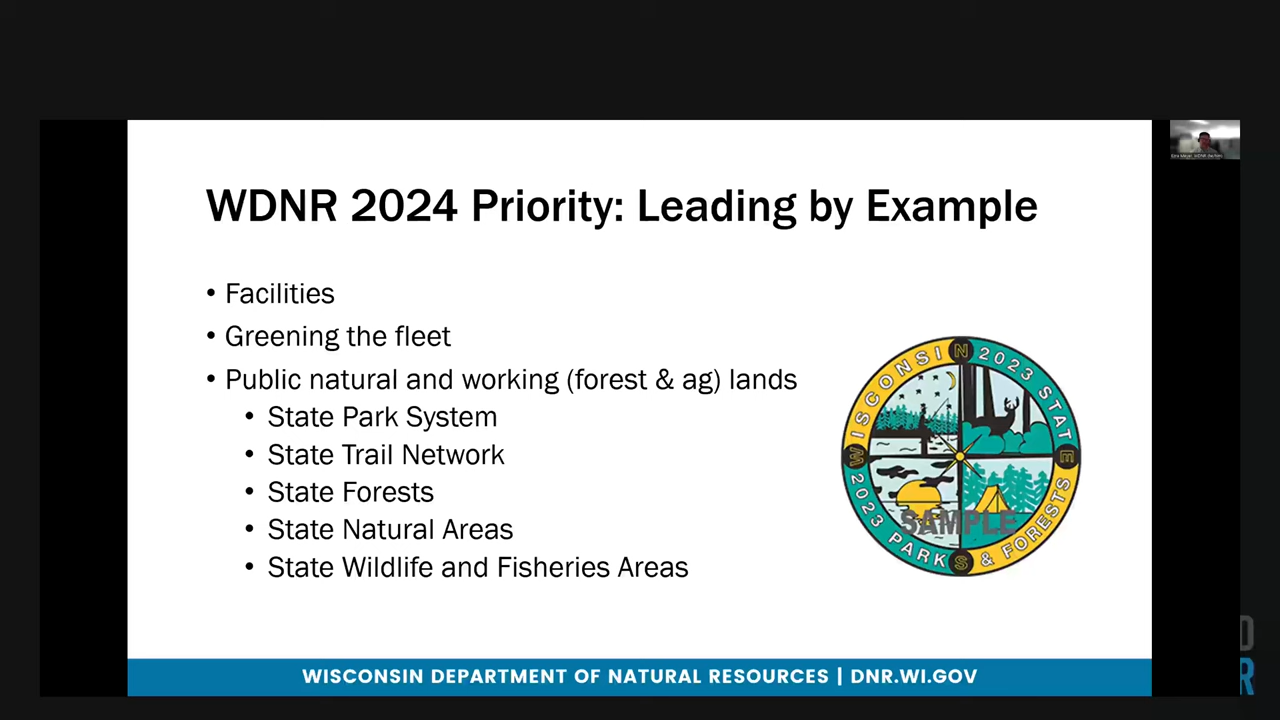 WDNR 2024 Priority: Leading by Example
• Facilities
• Greening the fleet
• Public natural and working (forest & ag) lands
• State Park System
• State Trail Network
• State Forests
• State Natural Areas
• State Wildlife and Fisheries Areas
WISCONSIN 2023 STATE
2023 PARKS & FORESTS
N
W
E
S
SAMPLE
WISCONSIN DEPARTMENT OF NATURAL RESOURCES | DNR.WI.GOV